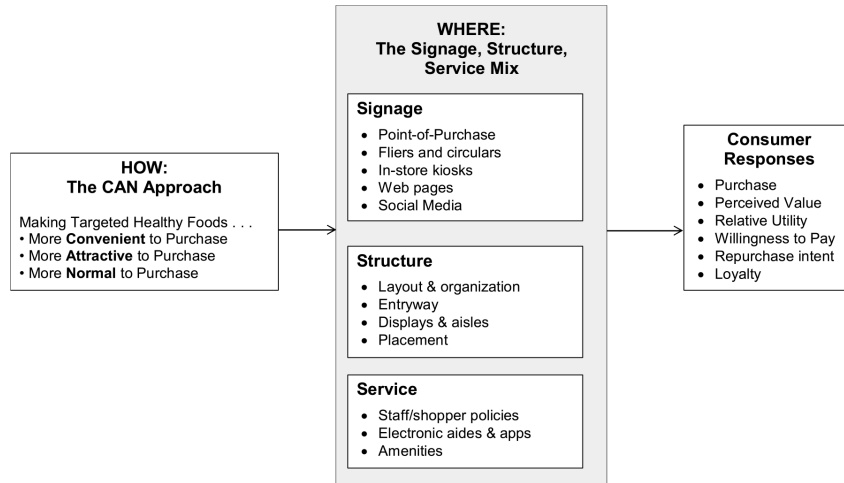 HOW:
The CAN Approach
Making Targeted Healthy Foods . . .
• More Convenient to Purchase
• More Attractive to Purchase
• More Normal to Purchase
WHERE:
The Signage, Structure,
Service Mix
Signage
• Point-of-Purchase
• Fliers and circulars
• In-store kiosks
• Web pages
• Social Media
Structure
• Layout & organization
• Entryway
• Displays & aisles
• Placement
Service
• Staff/shopper policies
• Electronic aides & apps
• Amenities
Consumer
Responses
• Purchase
• Perceived Value
• Relative Utility
• Willingness to Pay
• Repurchase intent
• Loyalty